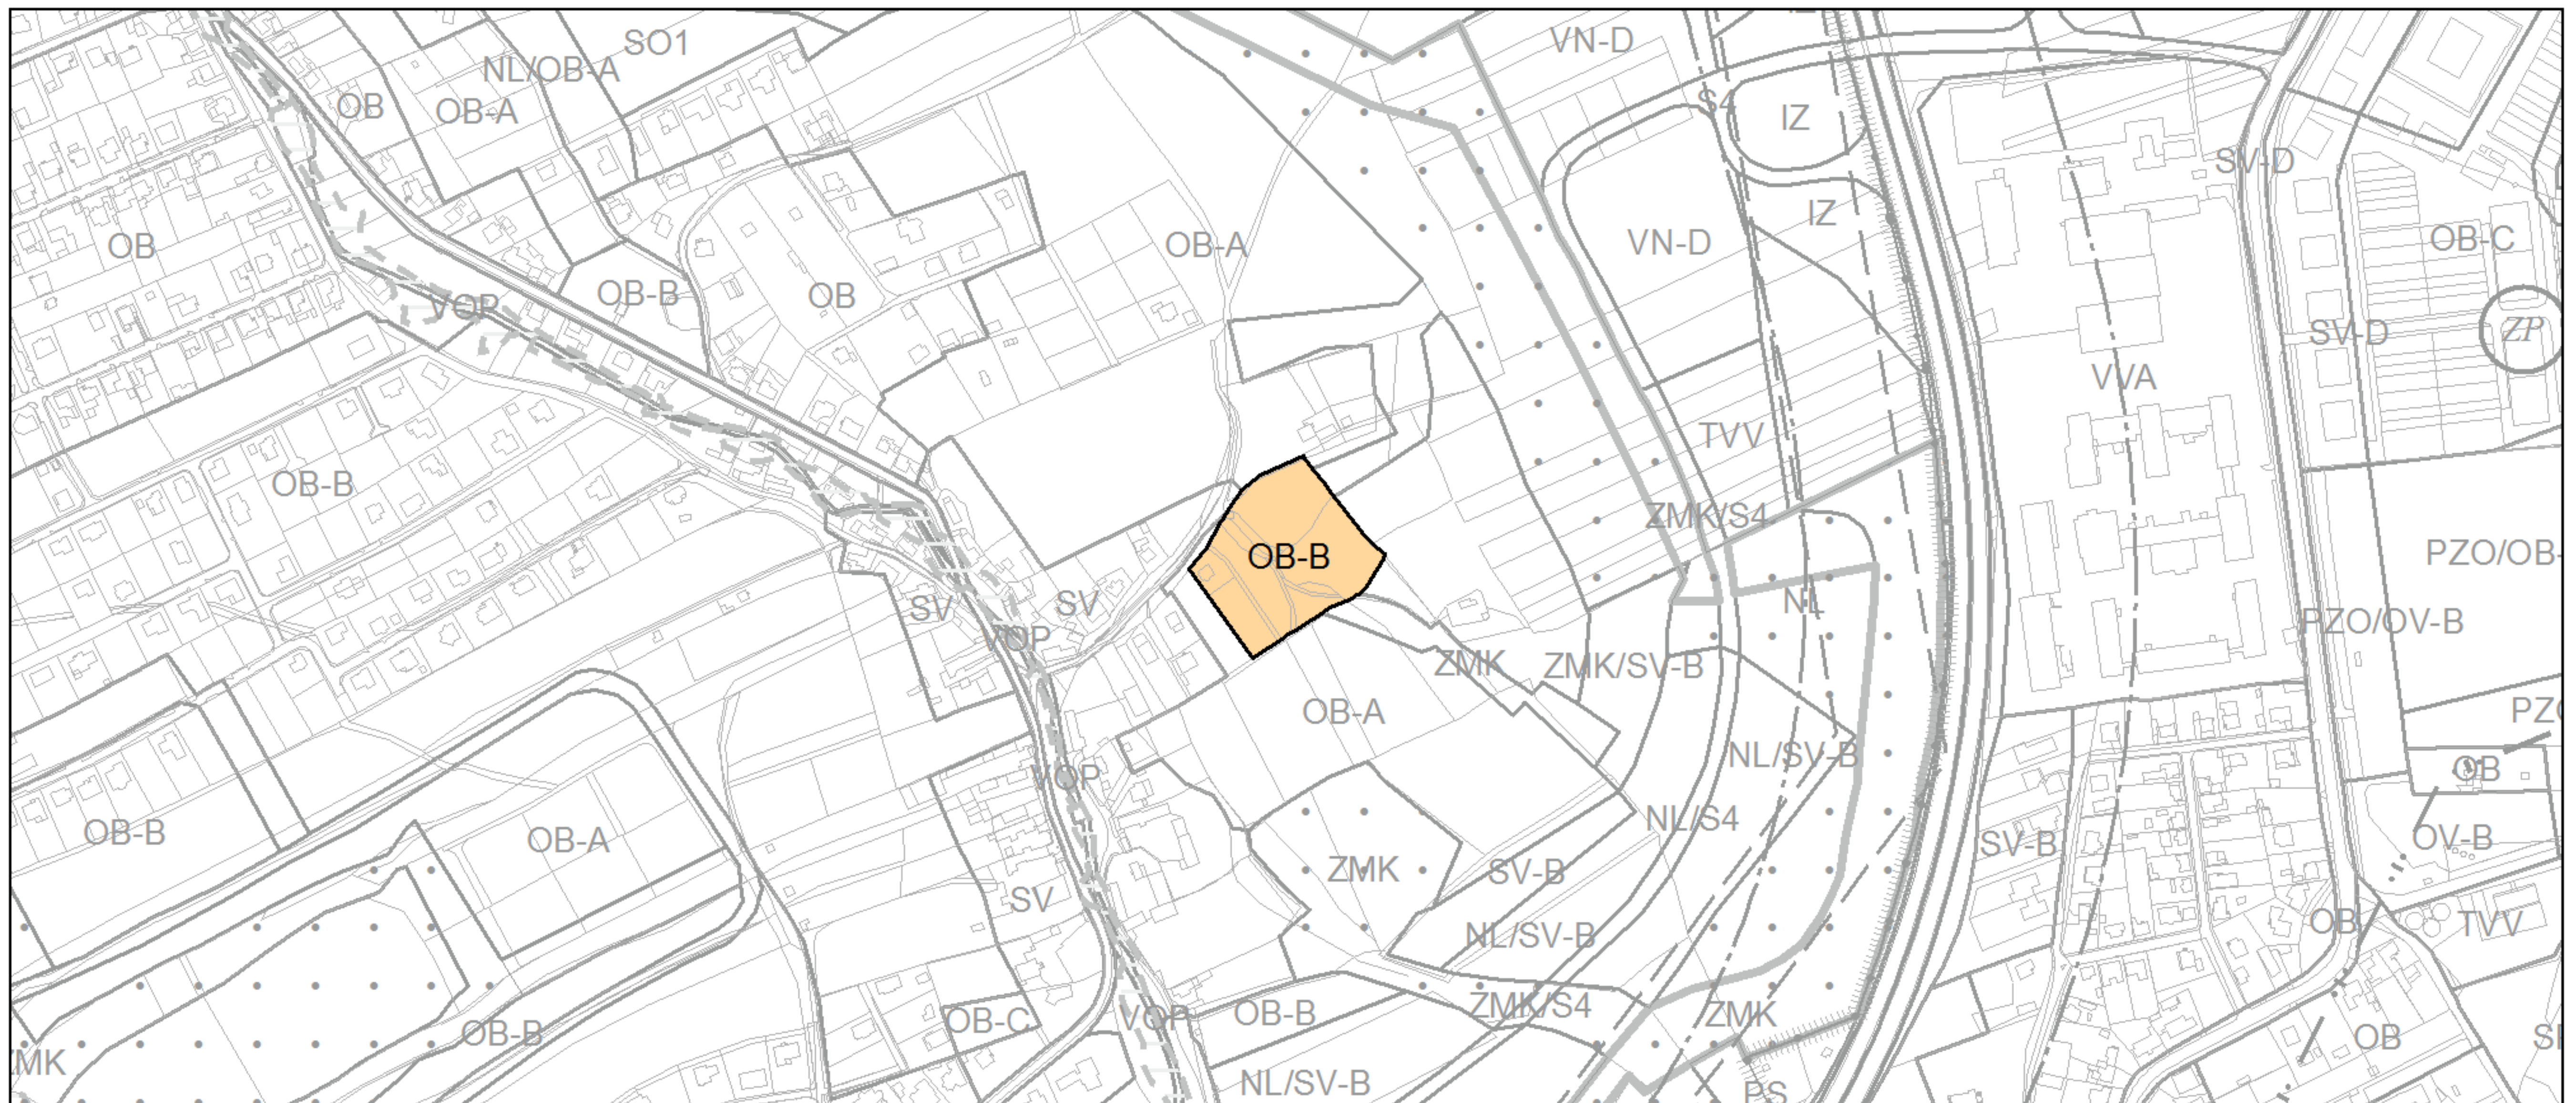 SO1
VN-D
NL/OB-A
OB
OB-A
S4
IZ
SV-D
IZ
OB
OB-A
VN-D
OB-C
OB-B
OB
VOP
ZP
SV-D
VVA
TVV
OB-B
ZMK/S4
OB-B
PZO/OB-
NL
SV
SV
PZO/OV-B
VOP
ZMK
ZMK/SV-B
OB-A
NL/SV-B
OB
VOP
NL/S4
OB-B
OB-A
SV-B
OV-B
ZMK
SV-B
SV
OB
TVV
NL/SV-B
ZMK/S4
OB-C
VOP
OB-B
ZMK
OB-B
OB
NL/SV-B
PS